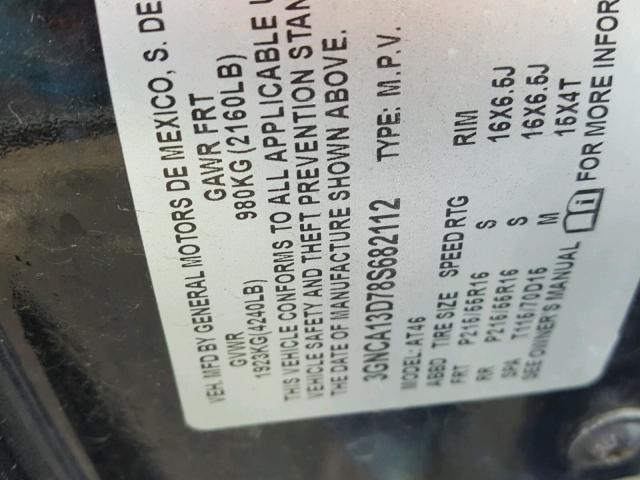 VEH. MFD BY GENERAL MOTORS DE MEXICO, S. DE
GVWR GAWR FRT
1923KG(4240LB) 980KG(2160LB)
THIS VEHICLE CONFORMS TO ALL APPLICABLE U
VEHICLE SAFETY AND THEFT PREVENTION STAN
THE DATE OF MANUFACTURE SHOWN ABOVE.
3GNCA13D78S682112 TYPE: M.P.V.
MODEL: AT46
ABBD TIRE SIZE SPEED RTG RIM
FRT P215/55R16 S 16X6.5J
RR P215/55R16 S 16X6.5J
SPA T115/70D16 M 15X4T
SEE OWNER'S MANUAL FOR MORE INFOR